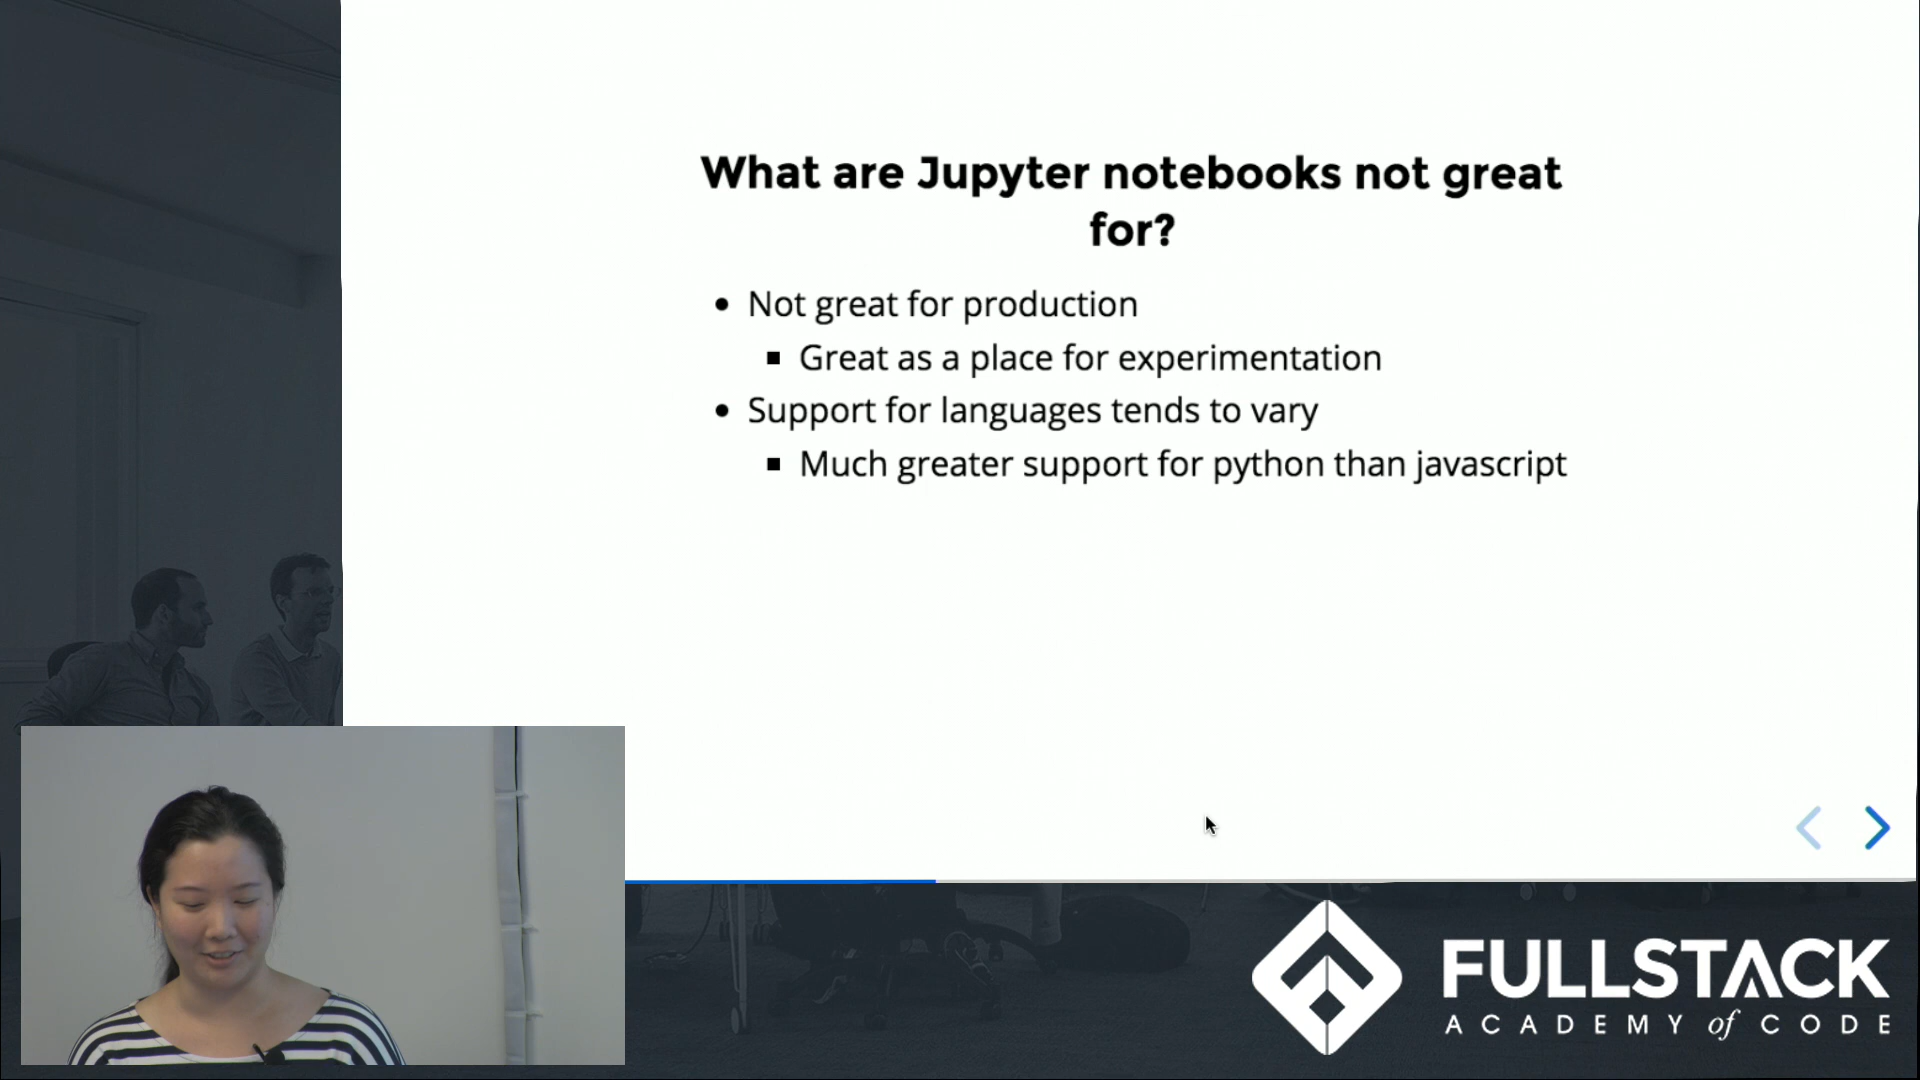 What are Jupyter notebooks not great
for?
• Not great for production
▪ Great as a place for experimentation
• Support for languages tends to vary
▪ Much greater support for python than javascript
FULLSTACK
ACADEMY of CODE